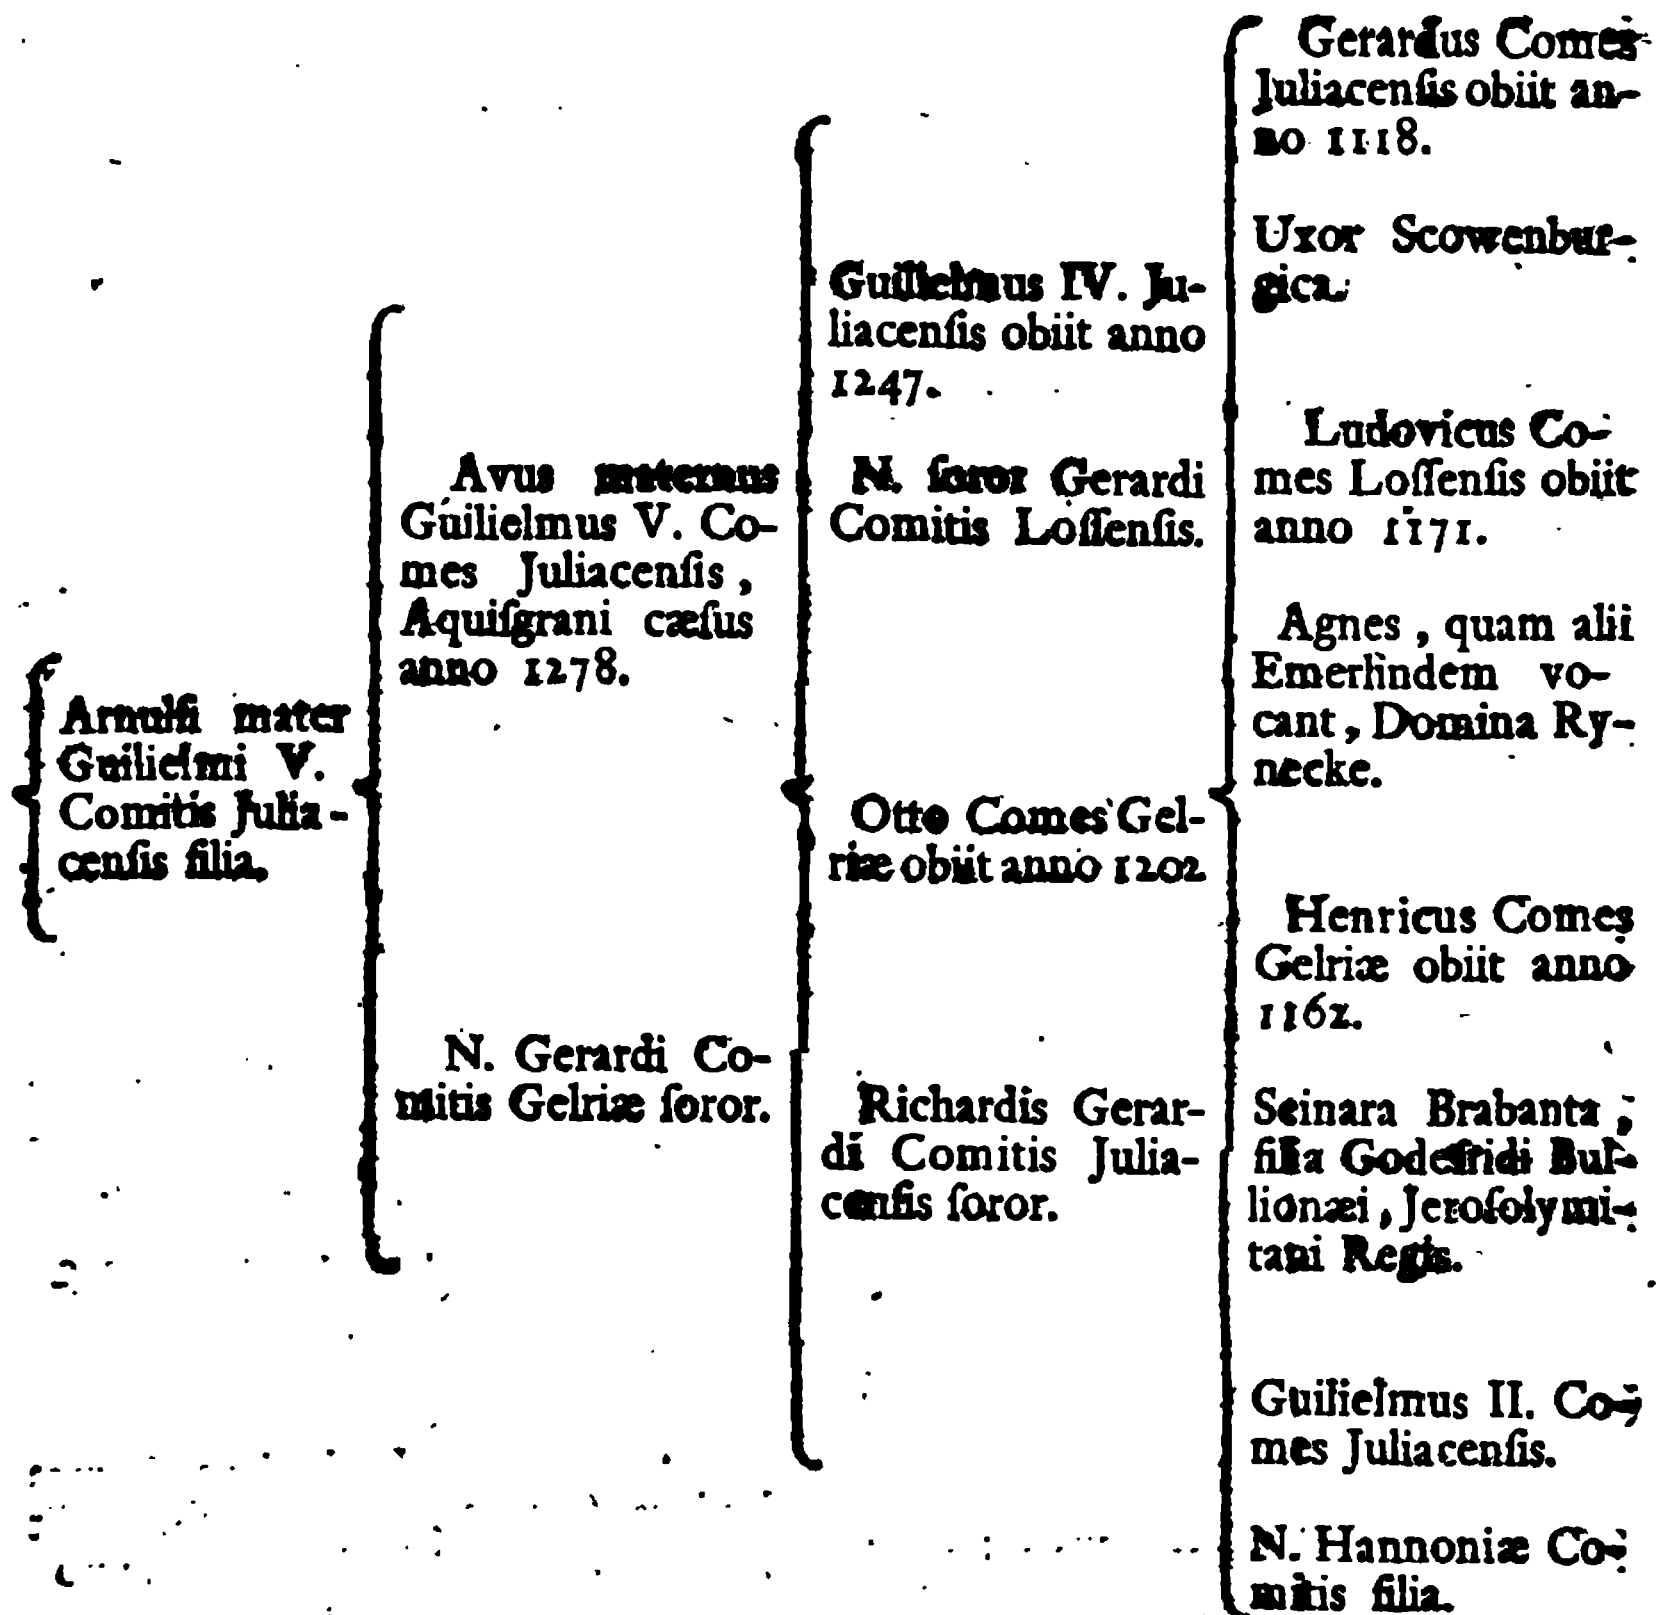 Arnulfi mater
Guilielmi V.
Comitis Julia-
cenſis filia.
Avus maternus
Guilielmus V. Co-
mes Juliacenſis,
Aquiſgrani cæſus
anno 1278.
N. Gerardi Co-
mitis Gelriæ ſoror.
Guilielmus IV. Ju-
liacenſis obiit anno
1247.
N. ſoror Gerardi
Comitis Loſſenſis.
Otto Comes Gel-
riæ obiit anno 1202
Richardis Gerar-
di Comitis Julia-
cenſis ſoror.
Gerardus Comes
Juliacenſis obiit an-
no 1118.
Uxor Scowenbur-
gica.
Ludovicus Co-
mes Loſſenſis obiit
anno 1171.
Agnes, quam alii
Emerlindem vo-
cant, Domina Ry-
necke.
Henricus Comes
Gelriæ obiit anno
1162.
Seinara Brabanta,
filia Godefridi Bul-
lionæi, Jeroſolymi-
tani Regis.
Guilielmus II. Co-
mes Juliacenſis.
N. Hannoniæ Co-
mitis filia.